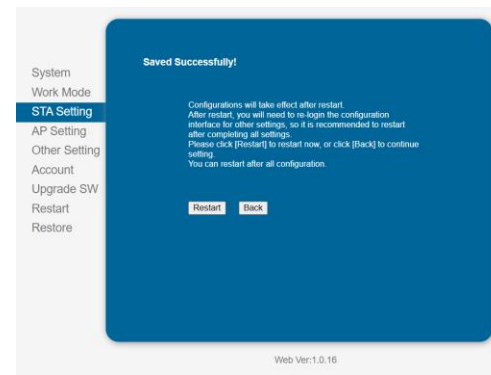 System
Work Mode
STA Setting
AP Setting
Other Setting
Account
Upgrade SW
Restart
Restore
Saved Successfully!
Configurations will take effect after restart.
After restart, you will need to re-login the configuration
interface for other settings, so it is recommended to restart
after completing all settings.
Please click [Restart] to restart now, or click [Back] to continue
setting.
You can restart after all configuration.
Restart Back
Web Ver:1.0.16